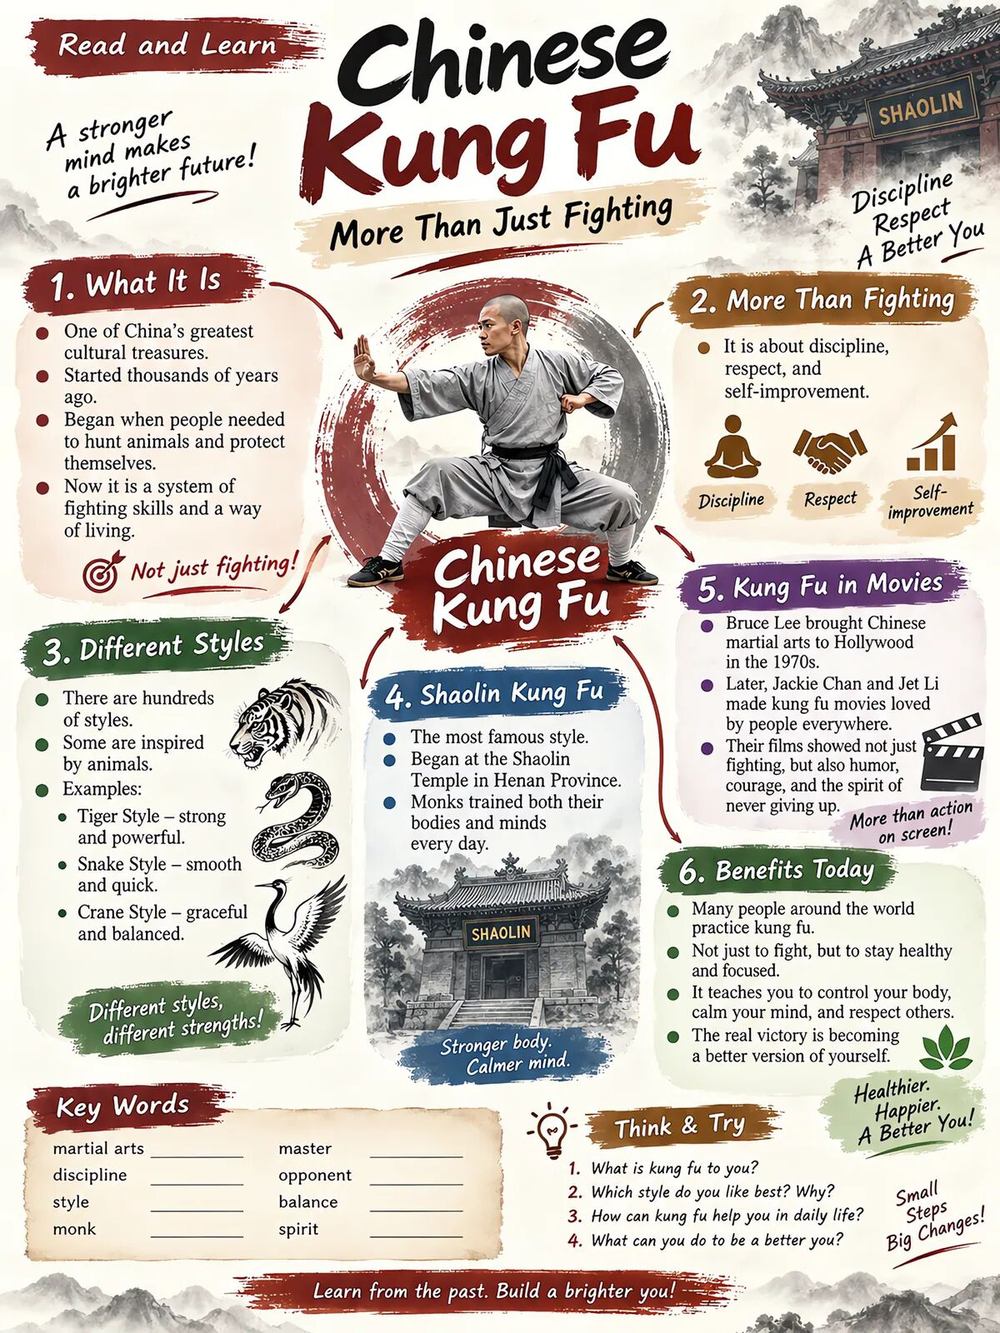 Read and Learn
Chinese
Kung Fu
More Than Just Fighting
A stronger
mind makes
a brighter future!
SHAOLIN
Discipline
Respect
A Better You
1. What It Is
One of China's greatest
cultural treasures.
Started thousands of years
ago.
Began when people needed
to hunt animals and protect
themselves.
Now it is a system of
fighting skills and a way
of living.
Not just fighting!
2. More Than Fighting
It is about discipline,
respect, and
self-improvement.
Discipline
Respect
Self-
improvement
Chinese
Kung Fu
3. Different Styles
There are hundreds
of styles.
Some are inspired
by animals.
Examples:
Tiger Style – strong
and powerful.
Snake Style – smooth
and quick.
Crane Style – graceful
and balanced.
Different styles,
different strengths!
4. Shaolin Kung Fu
The most famous style.
Began at the Shaolin
Temple in Henan Province.
Monks trained both their
bodies and minds
every day.
SHAOLIN
Stronger body.
Calmer mind.
5. Kung Fu in Movies
Bruce Lee brought Chinese
martial arts to Hollywood
in the 1970s.
Later, Jackie Chan and Jet Li
made kung fu movies loved
by people everywhere.
Their films showed not just
fighting, but also humor,
courage, and the spirit of
never giving up.
More than action
on screen!
6. Benefits Today
Many people around the world
practice kung fu.
Not just to fight, but to stay healthy
and focused.
It teaches you to control your body,
calm your mind, and respect others.
The real victory is becoming
a better version of yourself.
Healthier.
Happier.
A Better You!
Key Words
martial arts
discipline
style
monk
master
opponent
balance
spirit
Think & Try
1. What is kung fu to you?
2. Which style do you like best? Why?
3. How can kung fu help you in daily life?
4. What can you do to be a better you?
Small
Steps
Big Changes!
Learn from the past. Build a brighter you!